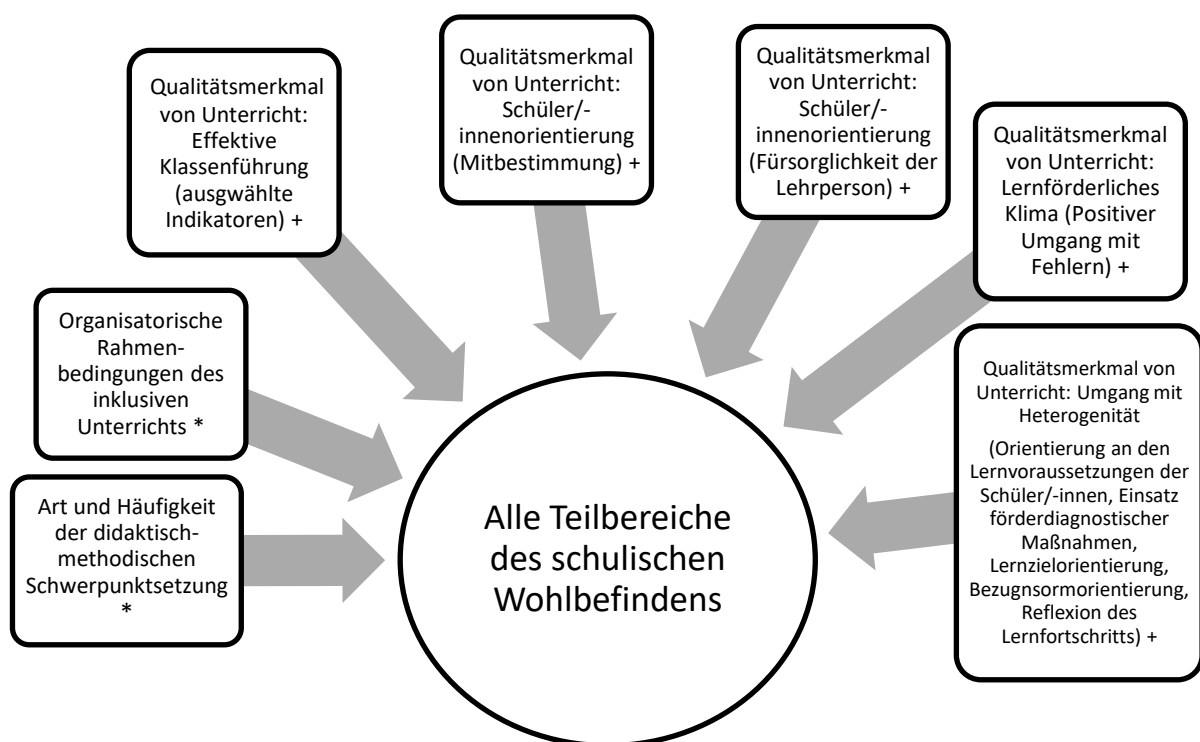 Qualitätsmerkmal
von Unterricht:
Effektive
Klassenführung
(ausgwählte
Indikatoren) +
Qualitätsmerkmal
von Unterricht:
Schüler/-
innenorientierung
(Mitbestimmung) +
Qualitätsmerkmal
von Unterricht:
Schüler/-
innenorientierung
(Fürsorglichkeit der
Lehrperson) +
Qualitätsmerkmal
von Unterricht:
Lernförderliches
Klima (Positiver
Umgang mit
Fehlern) +
Organisatorische
Rahmen-
bedingungen des
inklusiven
Unterrichts *
Art und Häufigkeit
der didaktisch-
methodischen
Schwerpunktsetzung
*
Alle Teilbereiche
des schulischen
Wohlbefindens
Qualitätsmerkmal von
Unterricht: Umgang mit
Heterogenität
(Orientierung an den
Lernvoraussetzungen der
Schüler/-innen, Einsatz
förderdiagnostischer
Maßnahmen,
Lernzielorientierung,
Bezugnsormorientierung,
Reflexion des
Lernfortschritts) +